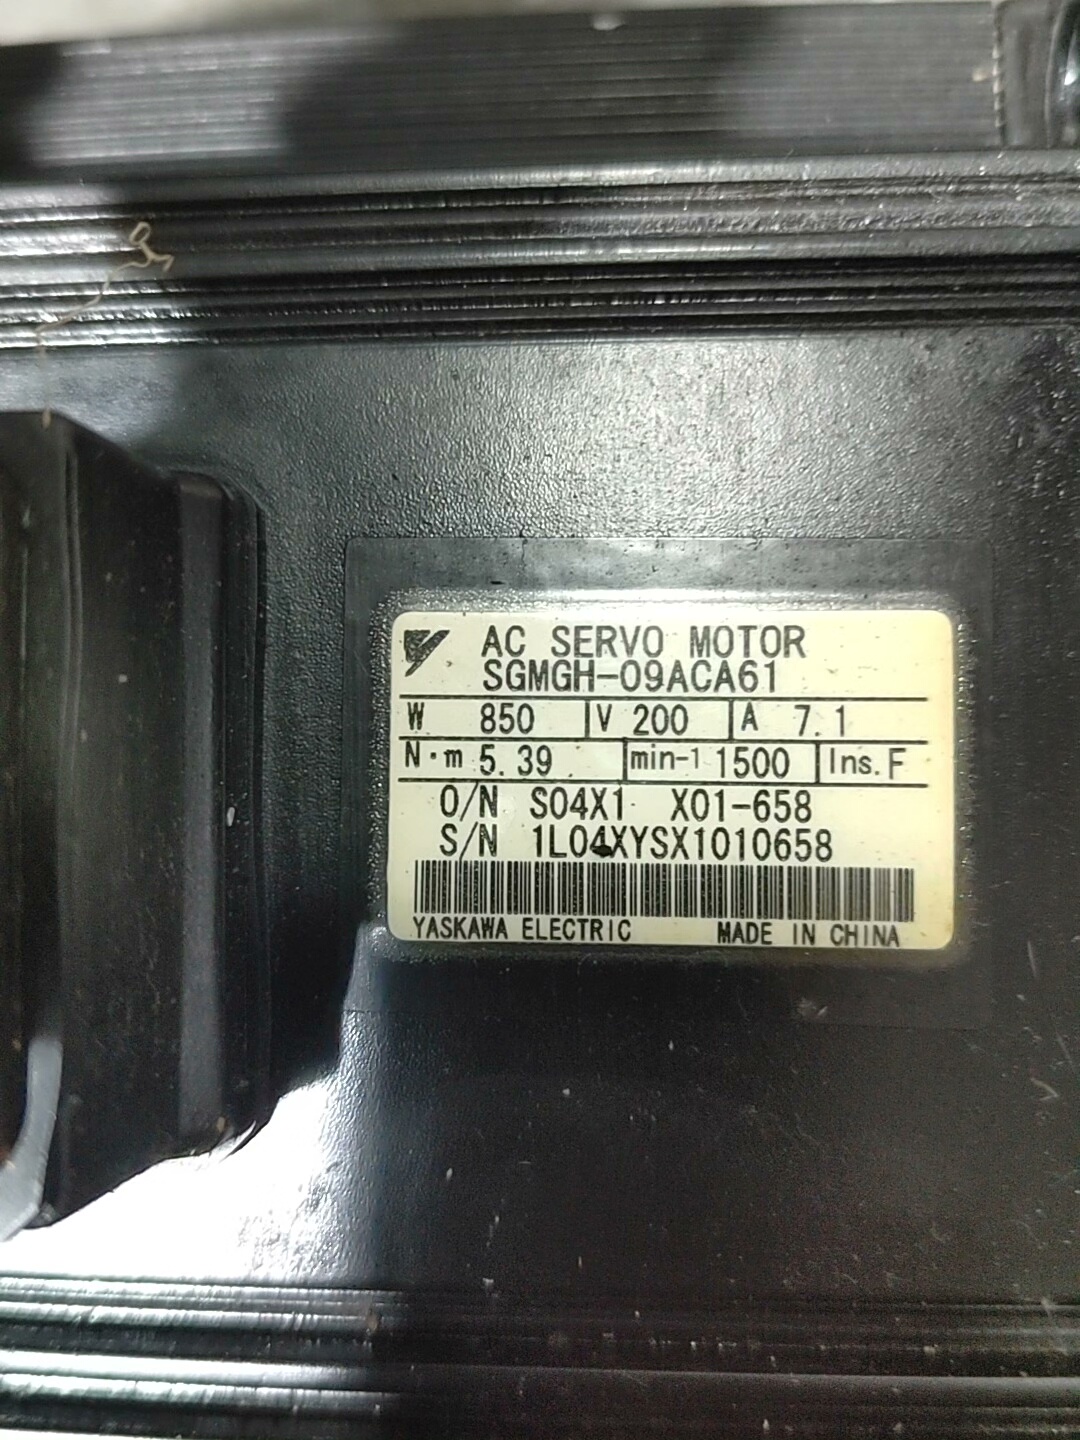 AC SERVO MOTOR
SGMGH-09ACA61
W 850 V 200 A 7.1
N·m 5.39 min-1 1500 Ins. F
O/N S04X1 X01-658
S/N 1L04XYSX1010658
YASKAWA ELECTRIC MADE IN CHINA